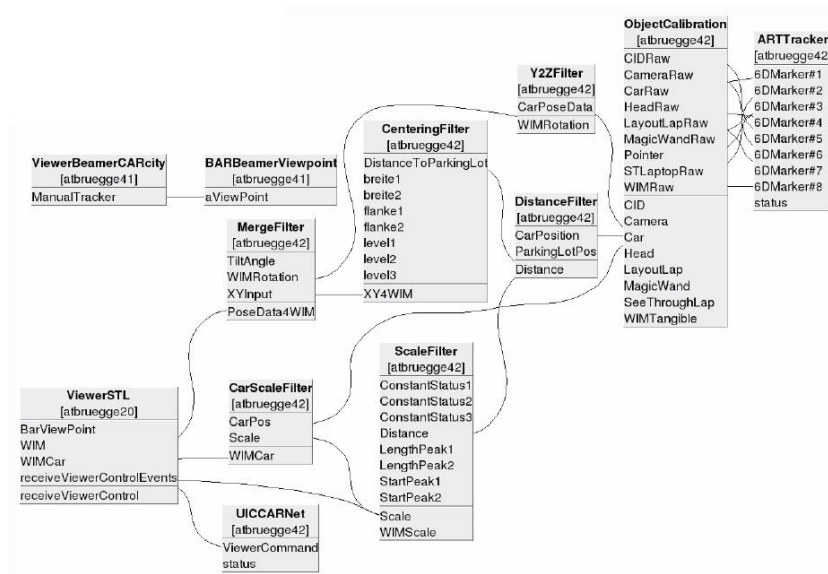 ObjectCalibration
[atbruegge42]
CIDRaw
CameraRaw
CarRaw
HeadRaw
LayoutLapRaw
MagicWandRaw
Pointer
STLaptopRaw
WIMRaw
CID
Camera
Car
Head
LayoutLap
MagicWand
SeeThroughLap
WIMTangible
ARTTracker
[atbruegge42
6DMarker#1
6DMarker#2
6DMarker#3
6DMarker#4
6DMarker#5
6DMarker#6
6DMarker#7
6DMarker#8
status
Y2ZFilter
[atbruegge42]
CarPoseData
WIMRotation
CenteringFilter
[atbruegge42]
DistanceToParkingLot
breite1
breite2
flanke1
flanke2
level1
level2
level3
XY4WIM
ViewerBeamerCARcity
[atbruegge41]
ManualTracker
BARBeamerViewpoint
[atbruegge41]
aViewPoint
DistanceFilter
[atbruegge42]
CarPosition
ParkingLotPos
Distance
MergeFilter
[atbruegge42]
TiltAngle
WIMRotation
XYInput
PoseData4WIM
ScaleFilter
[atbruegge42]
ConstantStatus1
ConstantStatus2
ConstantStatus3
Distance
LengthPeak1
LengthPeak2
StartPeak1
StartPeak2
Scale
WIMScale
CarScaleFilter
[atbruegge42]
CarPos
Scale
WIMCar
ViewerSTL
[atbruegge20]
BarViewPoint
WIM
WIMCar
receiveViewerControlEvents
receiveViewerControl
UICCARNet
[atbruegge42]
ViewerCommand
status